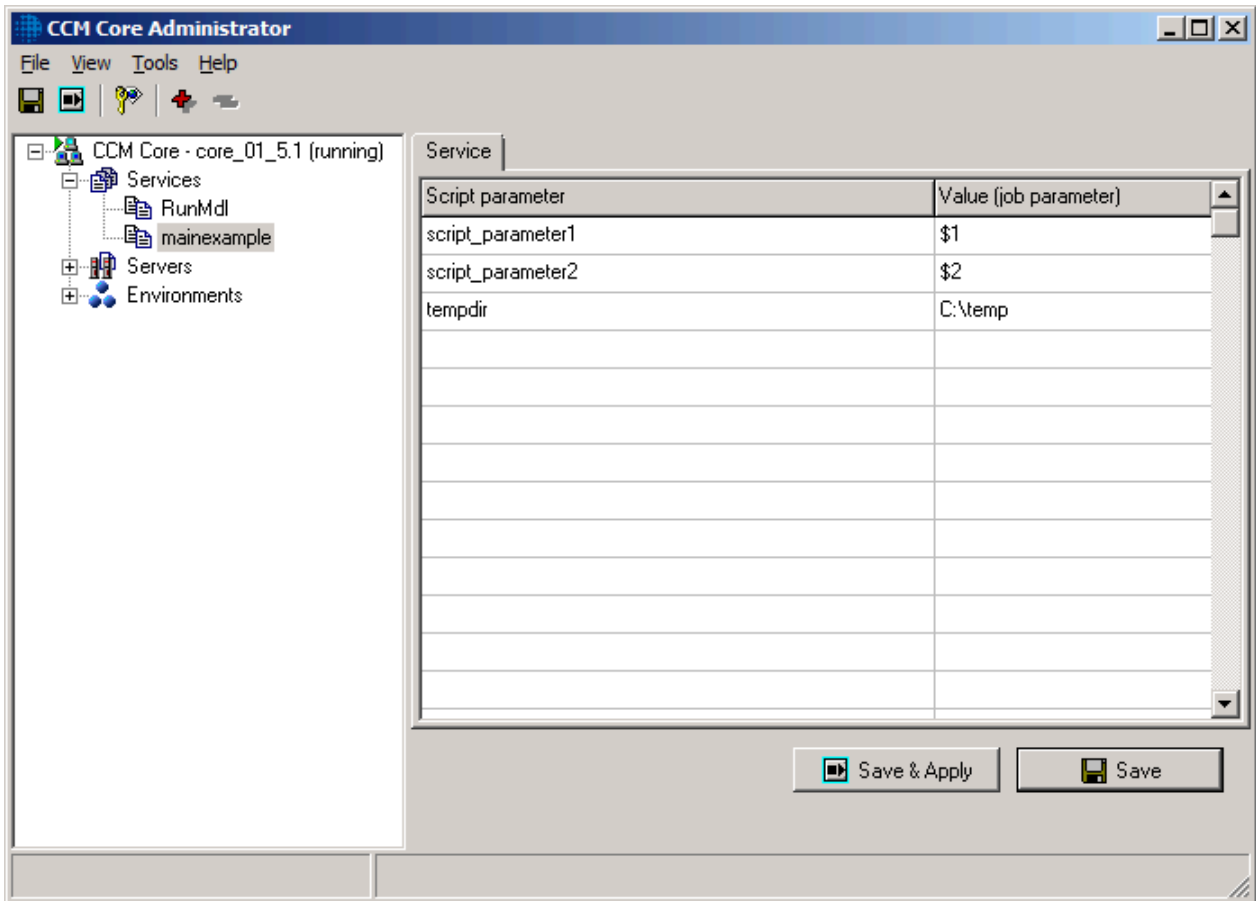 CCM Core Administrator
File View Tools Help
CCM Core - core_01_5.1 (running)
Services
RunMdl
mainexample
Servers
Environments
Service
Script parameter Value (job parameter)
script_parameter1 $1
script_parameter2 $2
tempdir C:\temp
Save & Apply Save